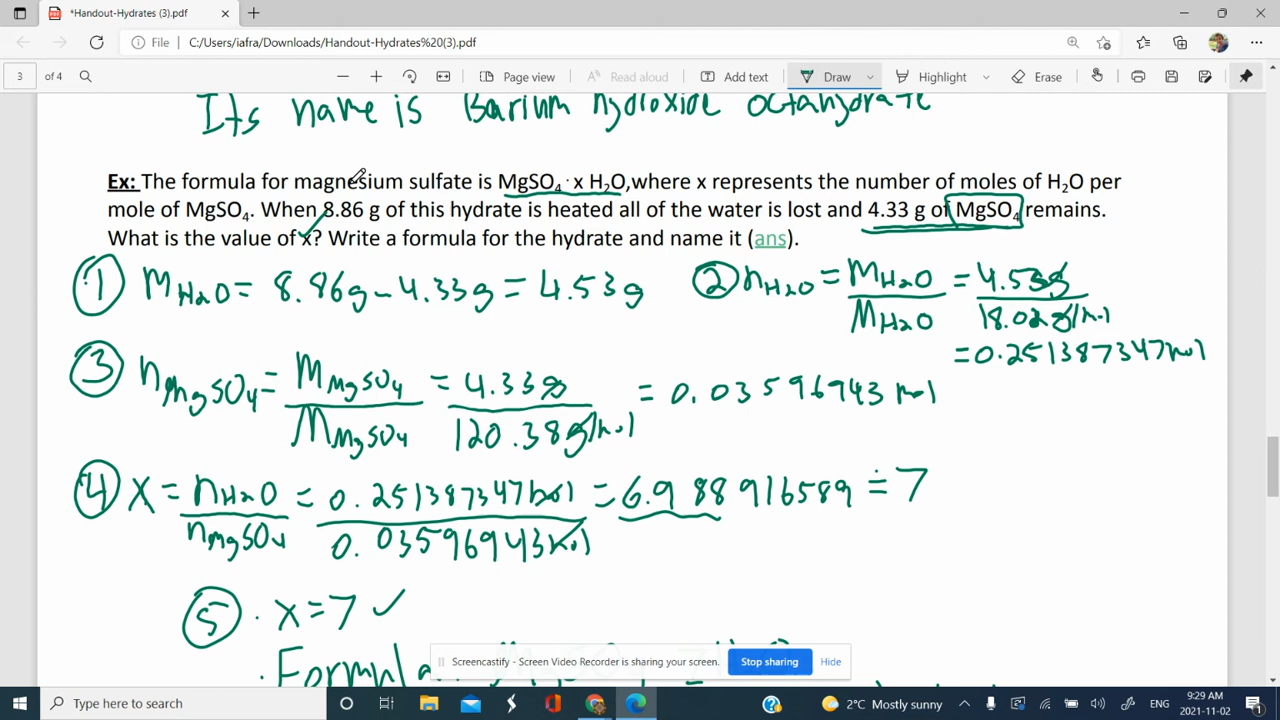 *Handout-Hydrates (3).pdf
File C:/Users/iafra/Downloads/Handout-Hydrates%20(3).pdf
3 of 4 Page view Read aloud Add text Draw Highlight Erase
Its name is Barium hydroxide octahydrate
Ex: The formula for magnesium sulfate is MgSO₄ · x H₂O, where x represents the number of moles of H₂O per
mole of MgSO₄. When 8.86 g of this hydrate is heated all of the water is lost and 4.33 g of MgSO₄ remains.
What is the value of x? Write a formula for the hydrate and name it (ans).
① mH₂O = 8.86g - 4.33g = 4.53g
② nH₂O = mH₂O / MH₂O = 4.53g / 18.02g/mol
= 0.251387347mol
③ nMgSO₄ = mMgSO₄ / MMgSO₄ = 4.33g / 120.38g/mol = 0.03596943 mol
④ X = nH₂O / nMgSO₄ = 0.251387347mol / 0.03596943mol = 6.988916589 ≐ 7
⑤ · x = 7 ✓
· Formula
Screencastify - Screen Video Recorder is sharing your screen. Stop sharing Hide
Type here to search
2°C Mostly sunny
ENG
9:29 AM
2021-11-02
1